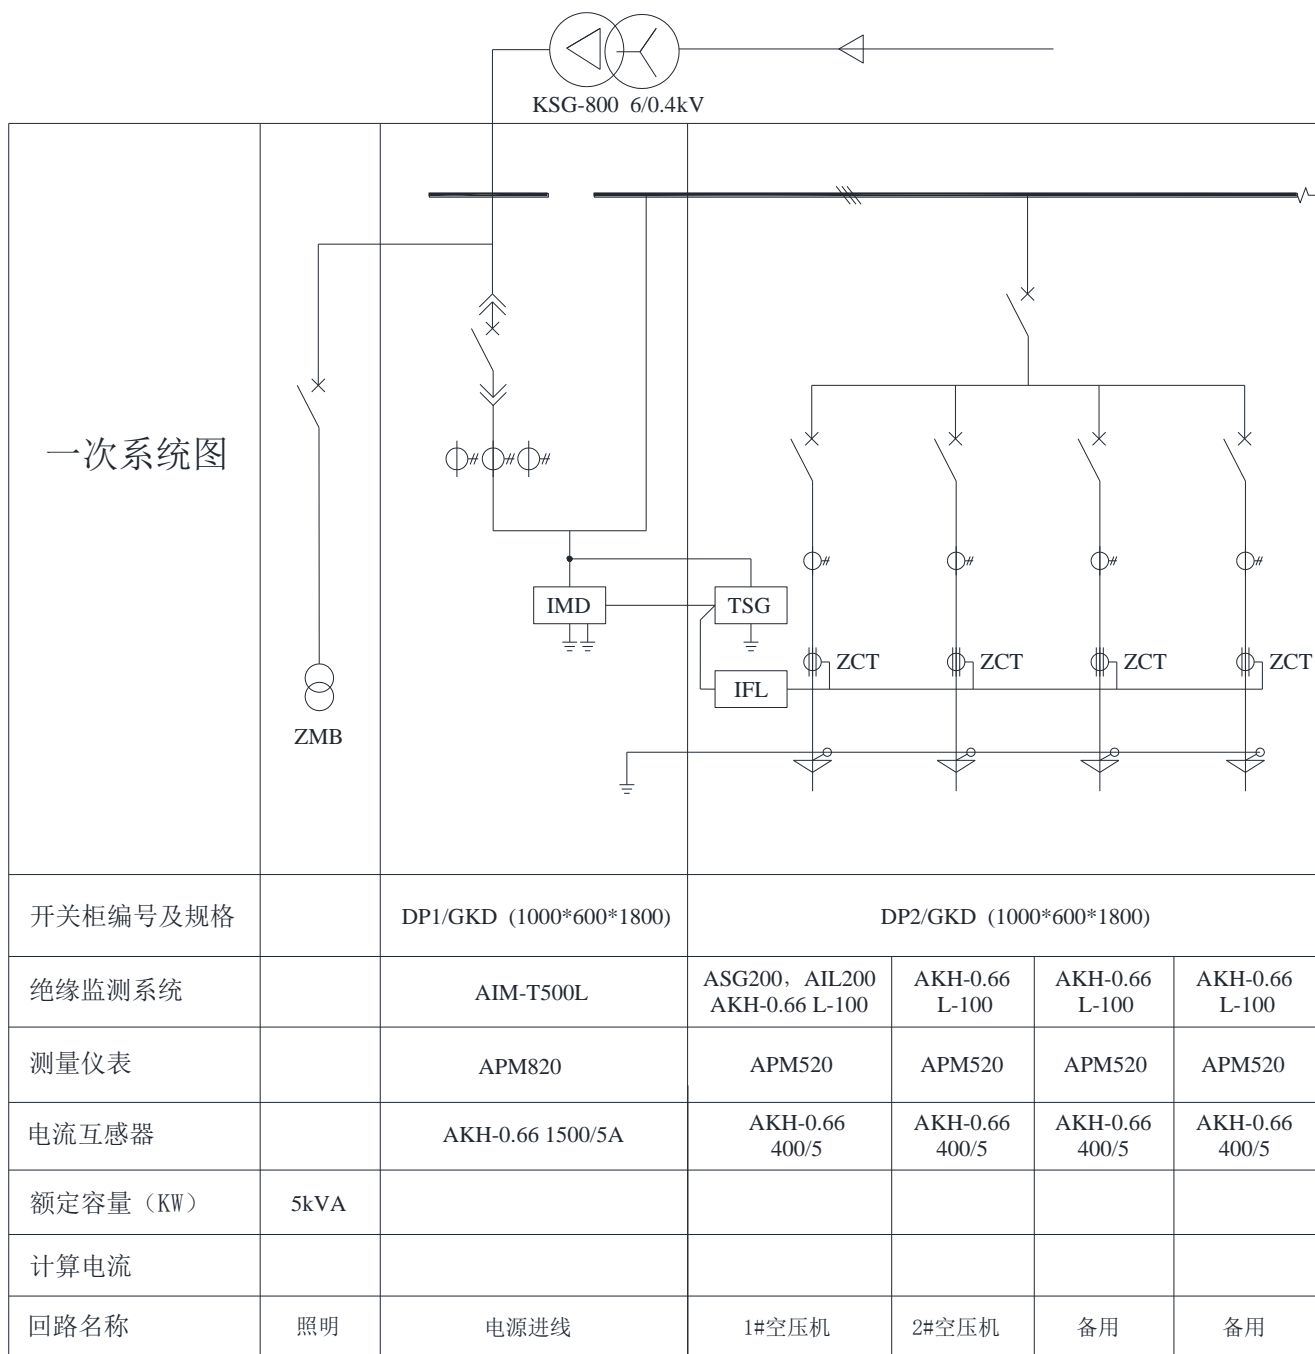 KSG-800 6/0.4kV
一次系统图
IMD
TSG
IFL
ZCT
ZCT
ZCT
ZCT
ZMB
开关柜编号及规格
DP1/GKD (1000*600*1800)
DP2/GKD (1000*600*1800)
绝缘监测系统
AIM-T500L
ASG200，AIL200
AKH-0.66 L-100
AKH-0.66
L-100
AKH-0.66
L-100
AKH-0.66
L-100
测量仪表
APM820
APM520
APM520
APM520
APM520
电流互感器
AKH-0.66 1500/5A
AKH-0.66
400/5
AKH-0.66
400/5
AKH-0.66
400/5
AKH-0.66
400/5
额定容量（KW）
5kVA
计算电流
回路名称
照明
电源进线
1#空压机
2#空压机
备用
备用